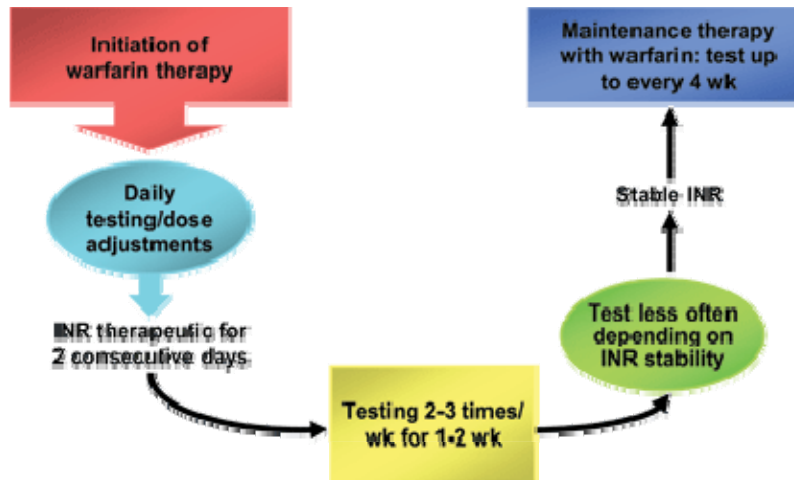 Initiation of
warfarin therapy
Daily
testing/dose
adjustments
INR therapeutic for
2 consecutive days
Testing 2-3 times/
wk for 1-2 wk
Test less often
depending on
INR stability
Stable INR
Maintenance therapy
with warfarin: test up
to every 4 wk